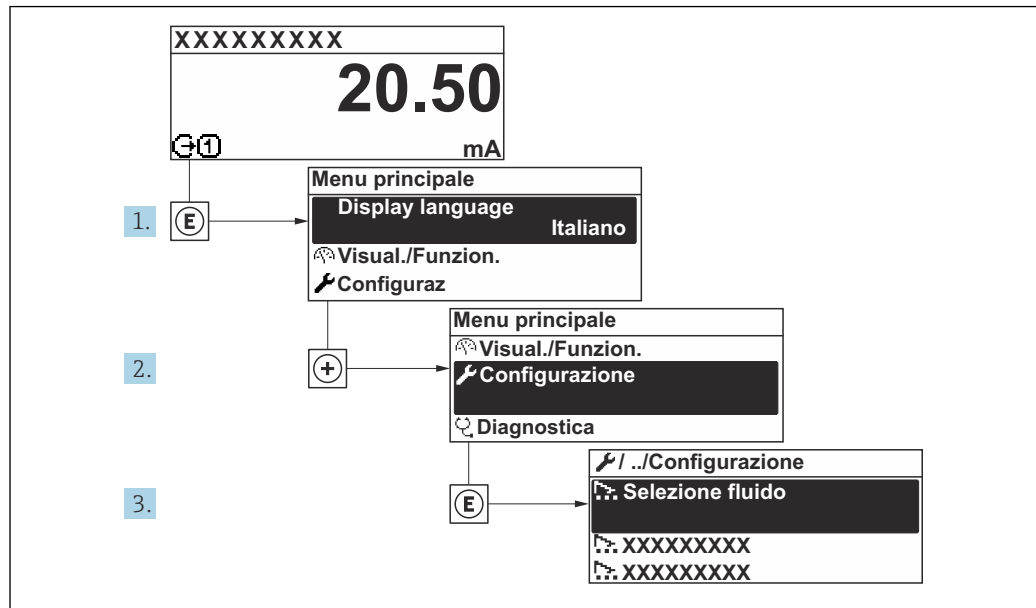 XXXXXXXXX
20.50
1 mA
Menu principale
Display language
Italiano
1. E
Visual./Funzion.
Configuraz
Menu principale
Visual./Funzion.
2. +
Configurazione
Diagnostica
/ ../Configurazione
Selezione fluido
3. E
XXXXXXXXX
XXXXXXXXX